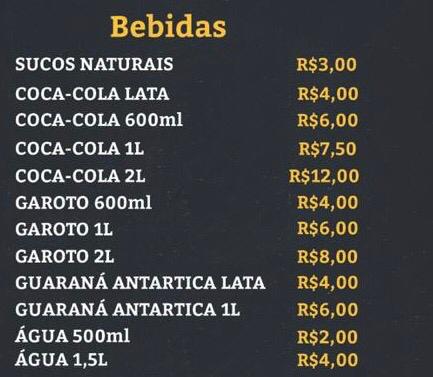 Bebidas
SUCOS NATURAIS R$3,00
COCA-COLA LATA R$4,00
COCA-COLA 600ml R$6,00
COCA-COLA 1L R$7,50
COCA-COLA 2L R$12,00
GAROTO 600ml R$4,00
GAROTO 1L R$6,00
GAROTO 2L R$8,00
GUARANÁ ANTARTICA LATA R$4,00
GUARANÁ ANTARTICA 1L R$6,00
ÁGUA 500ml R$2,00
ÁGUA 1,5L R$4,00